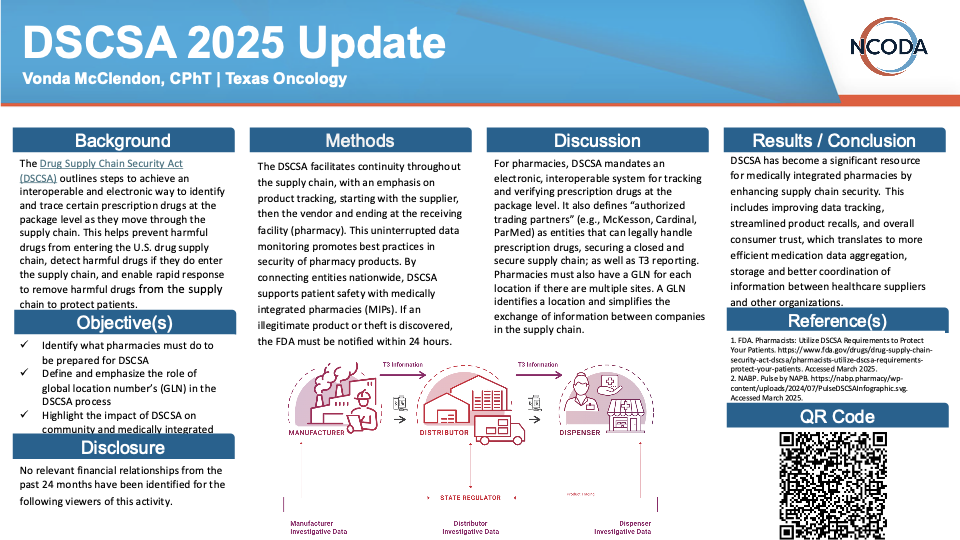 DSCSA 2025 Update
Vonda McClendon, CPhT | Texas Oncology
NCODA
Background
The Drug Supply Chain Security Act
(DSCSA) outlines steps to achieve an
interoperable and electronic way to identify
and trace certain prescription drugs at the
package level as they move through the
supply chain. This helps prevent harmful
drugs from entering the U.S. drug supply
chain, detect harmful drugs if they do enter
the supply chain, and enable rapid response
to remove harmful drugs from the supply
chain to protect patients.
Objective(s)
✓ Identify what pharmacies must do to
be prepared for DSCSA
✓ Define and emphasize the role of
global location number's (GLN) in the
DSCSA process
✓ Highlight the impact of DSCSA on
community and medically integrated
Disclosure
No relevant financial relationships from the
past 24 months have been identified for the
following viewers of this activity.
Methods
The DSCSA facilitates continuity throughout
the supply chain, with an emphasis on
product tracking, starting with the supplier,
then the vendor and ending at the receiving
facility (pharmacy). This uninterrupted data
monitoring promotes best practices in
security of pharmacy products. By
connecting entities nationwide, DSCSA
supports patient safety with medically
integrated pharmacies (MIPs). If an
illegitimate product or theft is discovered,
the FDA must be notified within 24 hours.
Discussion
For pharmacies, DSCSA mandates an
electronic, interoperable system for tracking
and verifying prescription drugs at the
package level. It also defines "authorized
trading partners" (e.g., McKesson, Cardinal,
ParMed) as entities that can legally handle
prescription drugs, securing a closed and
secure supply chain; as well as T3 reporting.
Pharmacies must also have a GLN for each
location if there are multiple sites. A GLN
identifies a location and simplifies the
exchange of information between companies
in the supply chain.
T3 Information
T3 Information
MANUFACTURER
DISTRIBUTOR
DISPENSER
STATE REGULATOR
Manufacturer
Investigative Data
Distributor
Investigative Data
Dispenser
Investigative Data
Results / Conclusion
DSCSA has become a significant resource
for medically integrated pharmacies by
enhancing supply chain security. This
includes improving data tracking,
streamlined product recalls, and overall
consumer trust, which translates to more
efficient medication data aggregation,
storage and better coordination of
information between healthcare suppliers
and other organizations.
Reference(s)
1. FDA. Pharmacists: Utilize DSCSA Requirements to Protect
Your Patients. https://www.fda.gov/drugs/drug-supply-chain-
security-act-dscsa/pharmacists-utilize-dscsa-requirements-
protect-your-patients. Accessed March 2025.
2. NABP. Pulse by NAPB. https://nabp.pharmacy/wp-
content/uploads/2024/07/PulseDSCSAInfographic.svg.
Accessed March 2025.
QR Code